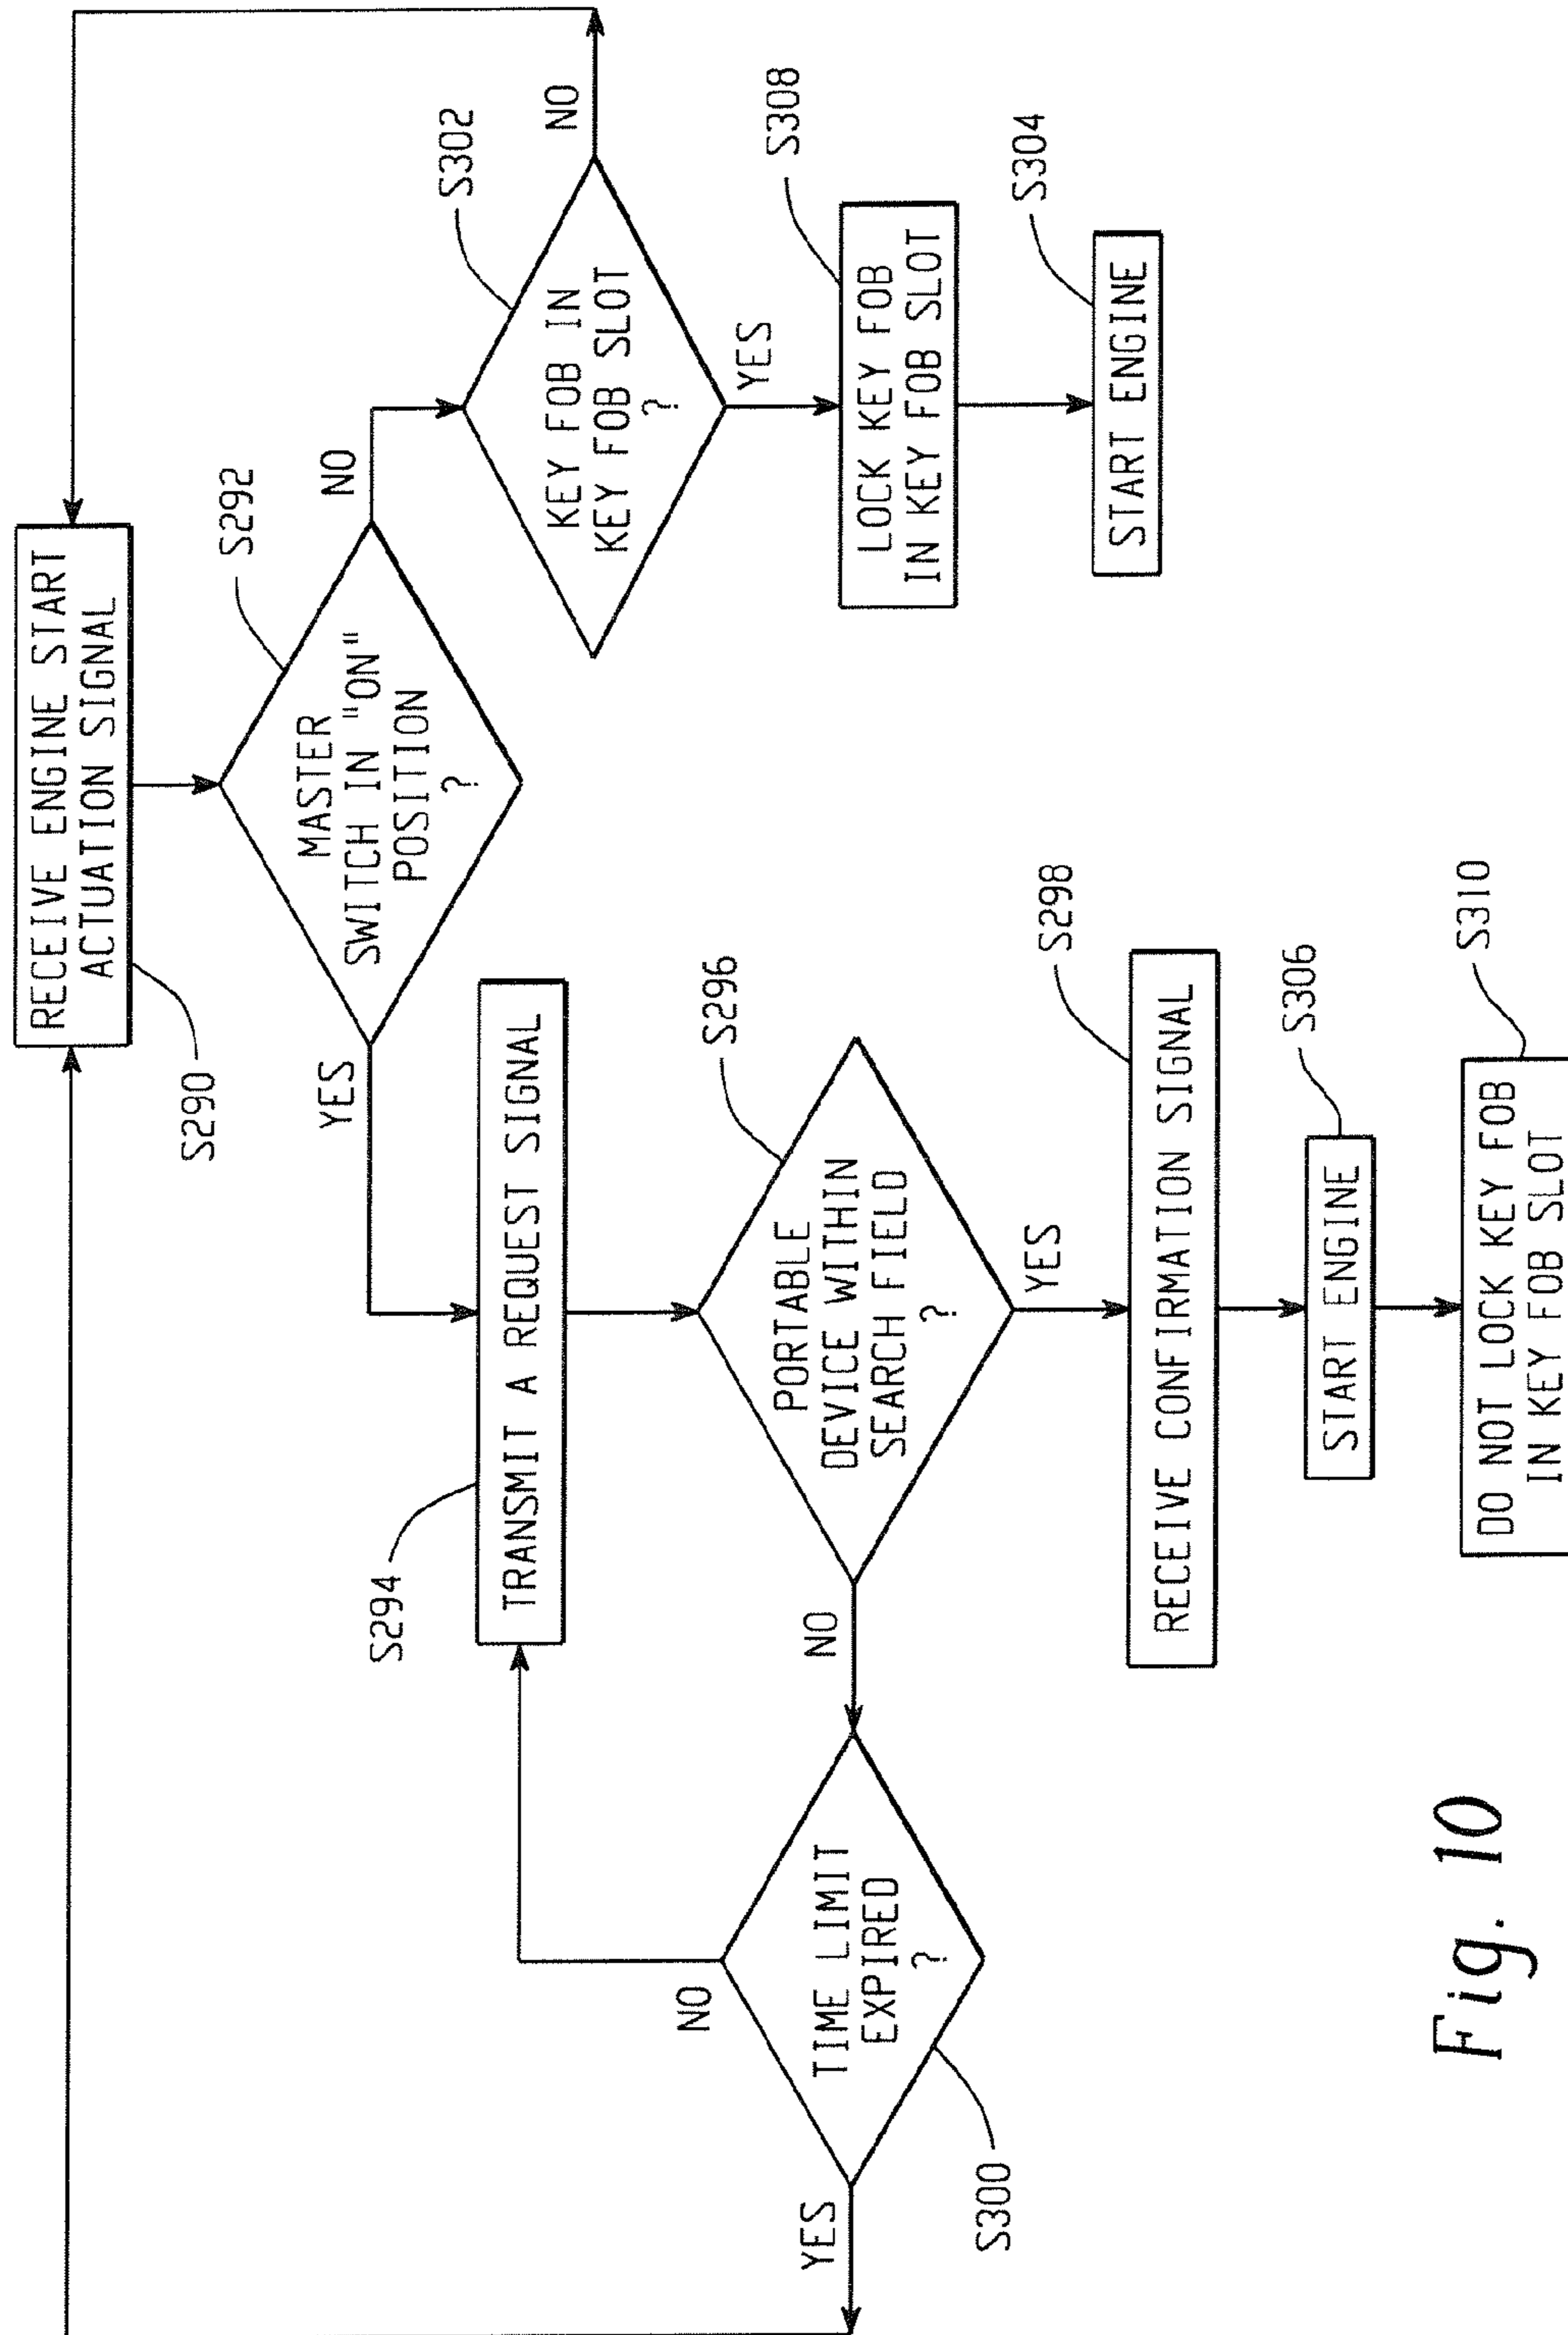 RECEIVE ENGINE START
ACTUATION SIGNAL
S290
MASTER
SWITCH IN "ON"
POSITION
?
S292
YES
NO
TRANSMIT A REQUEST SIGNAL
S294
KEY FOB IN
KEY FOB SLOT
?
S302
NO
YES
PORTABLE
DEVICE WITHIN
SEARCH FIELD
?
S296
NO
YES
TIME LIMIT
EXPIRED
?
S300
NO
YES
LOCK KEY FOB
IN KEY FOB SLOT
S308
START ENGINE
S304
RECEIVE CONFIRMATION SIGNAL
S298
START ENGINE
S306
DO NOT LOCK KEY FOB
IN KEY FOB SLOT
S310
Fig. 10